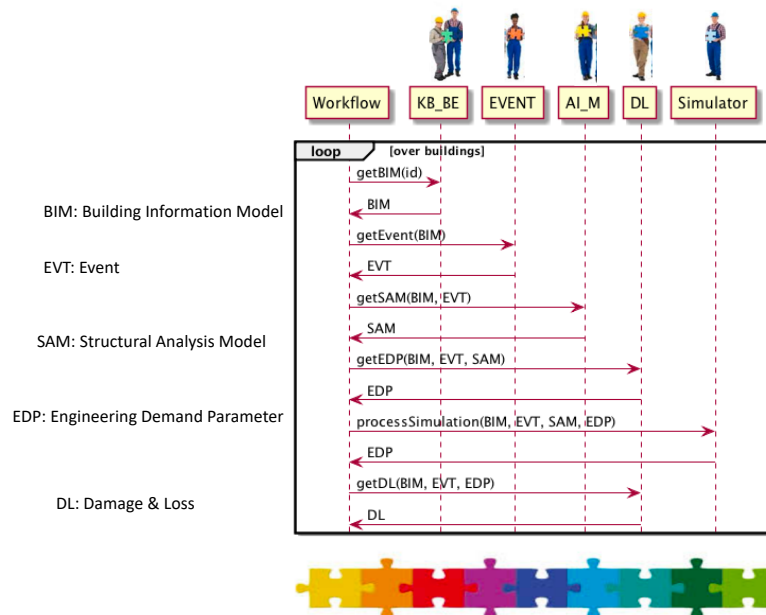 Workflow KB_BE EVENT AI_M DL Simulator
loop [over buildings]
getBIM(id)
BIM: Building Information Model
BIM
getEvent(BIM)
EVT: Event
EVT
getSAM(BIM, EVT)
SAM
SAM: Structural Analysis Model
getEDP(BIM, EVT, SAM)
EDP
EDP: Engineering Demand Parameter
processSimulation(BIM, EVT, SAM, EDP)
EDP
getDL(BIM, EVT, EDP)
DL: Damage & Loss
DL